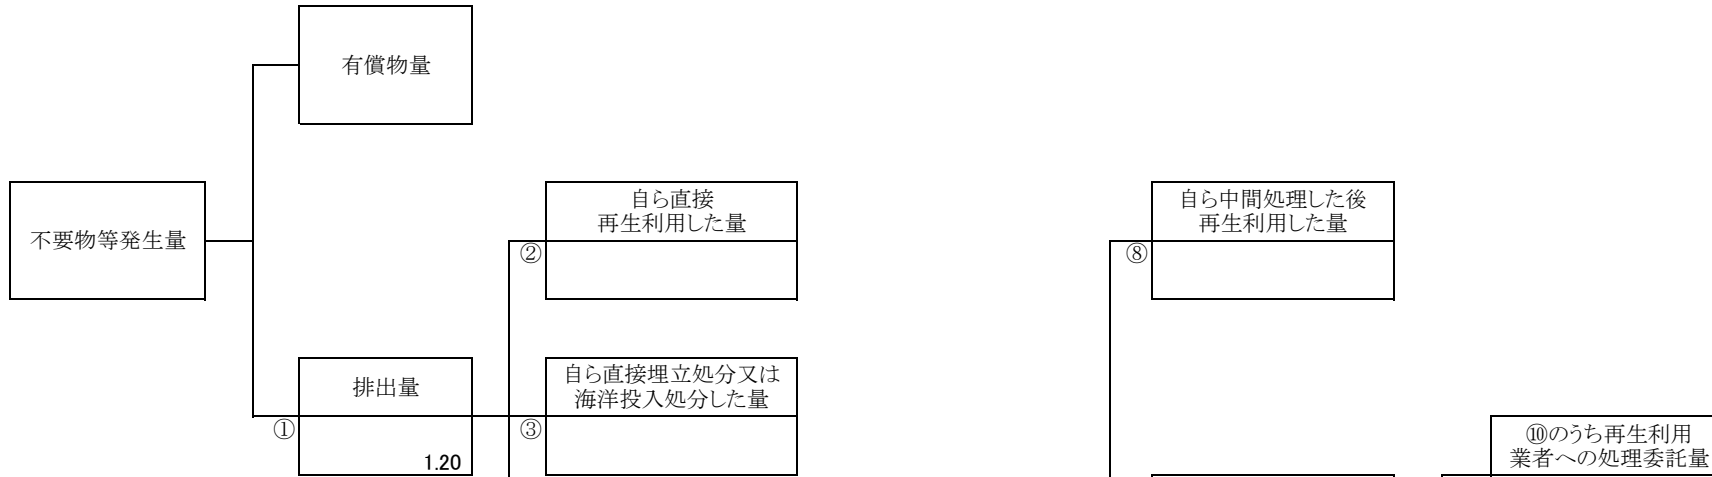 有償物量
不要物等発生量
自ら直接
再生利用した量
②
自ら中間処理した後
再生利用した量
⑧
排出量
①
1.20
自ら直接埋立処分又は
海洋投入処分した量
③
⑩のうち再生利用
業者への処理委託量